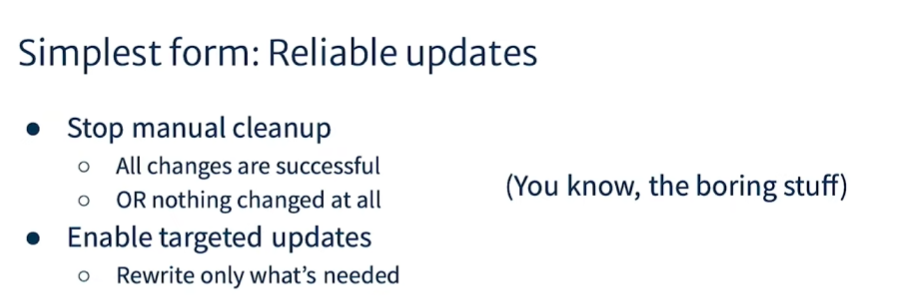 Simplest form: Reliable updates
● Stop manual cleanup
○ All changes are successful
○ OR nothing changed at all
(You know, the boring stuff)
● Enable targeted updates
○ Rewrite only what's needed